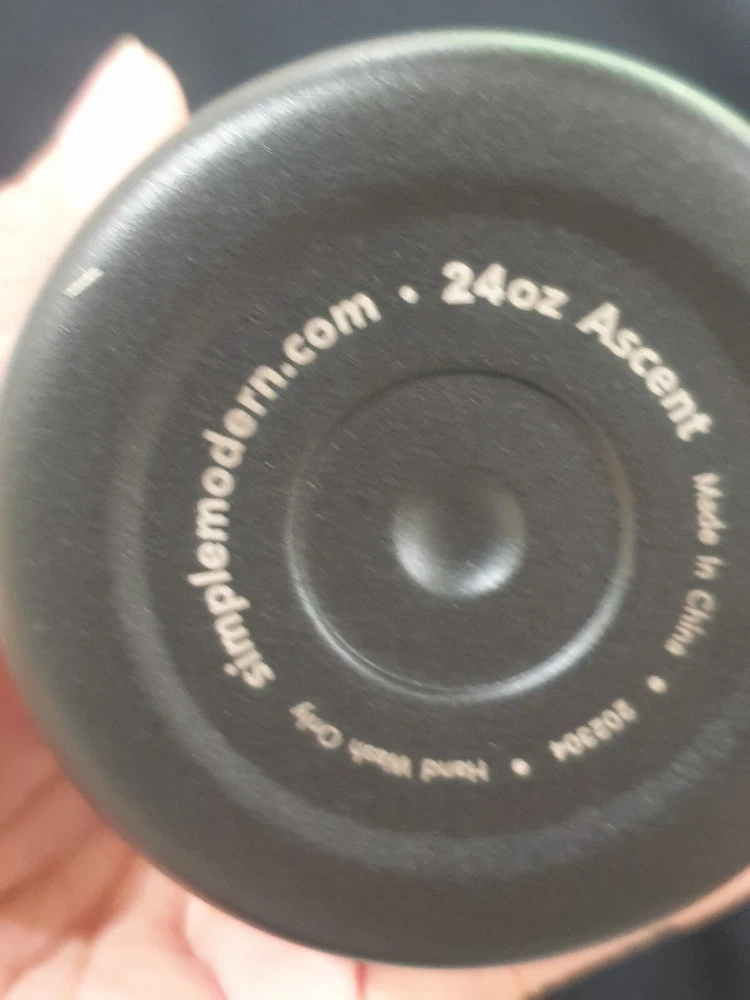 simplemodern.com • 24oz Ascent
Made in China • 202304 • Hand Wash Only